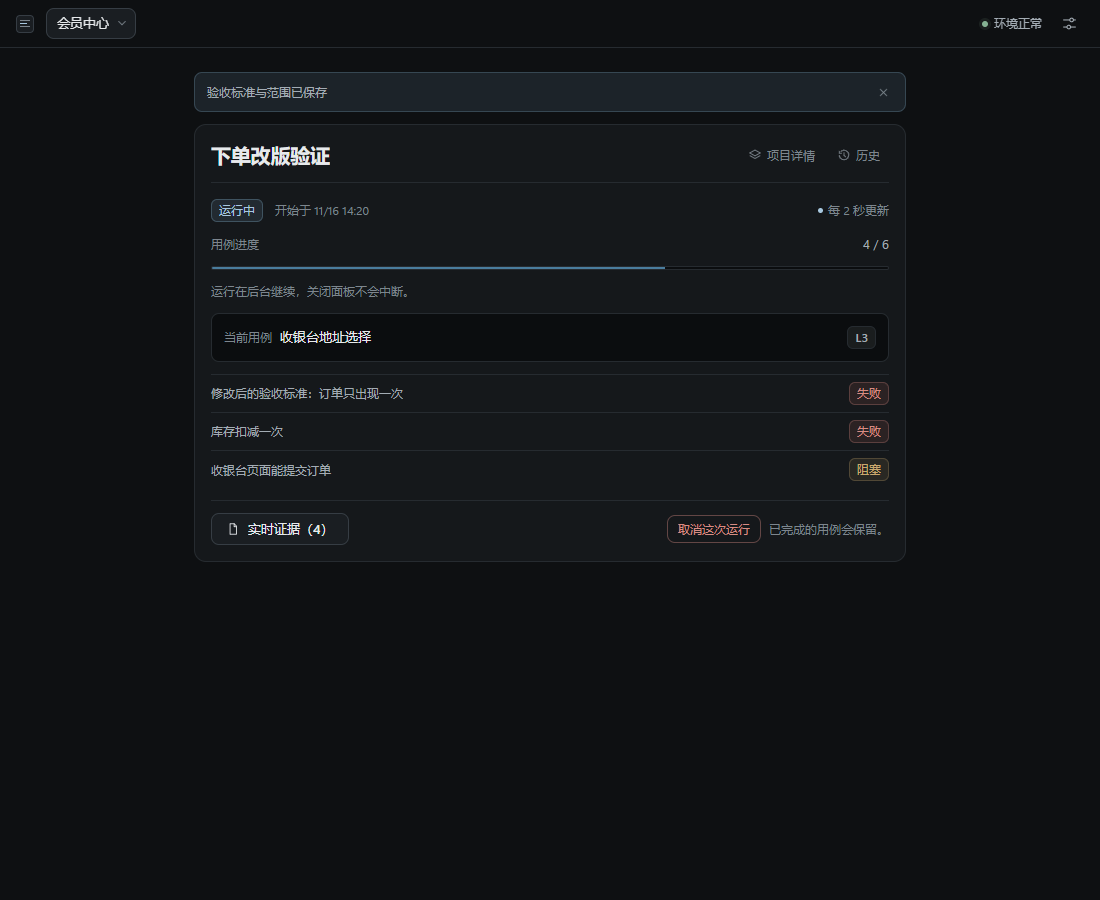 会员中心
环境正常
验收标准与范围已保存
下单改版验证
项目详情
历史
运行中 开始于 11/16 14:20
每 2 秒更新
用例进度
4 / 6
运行在后台继续，关闭面板不会中断。
当前用例 收银台地址选择
L3
修改后的验收标准：订单只出现一次
失败
库存扣减一次
失败
收银台页面能提交订单
阻塞
实时证据（4）
取消这次运行
已完成的用例会保留。